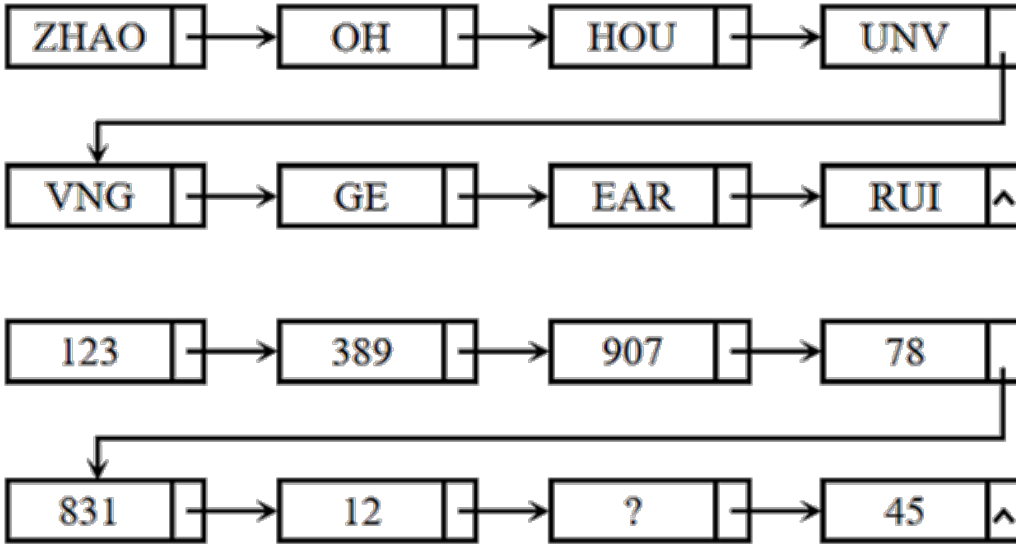 ZHAO OH HOU UNV
VNG GE EAR RUI ^
123 389 907 78
831 12 ? 45 ^